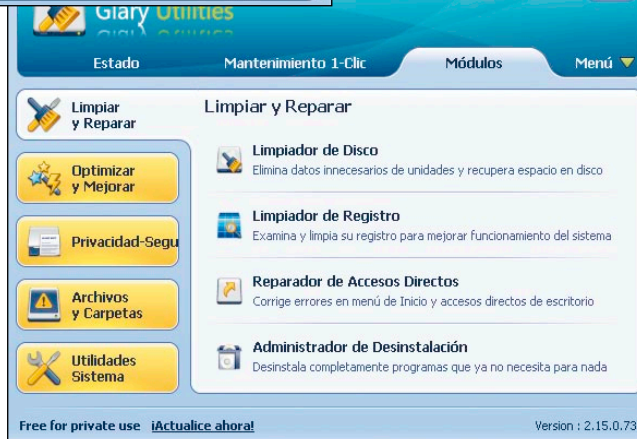 Glary Utilities
Estado
Mantenimiento 1-Clic
Módulos
Menú
Limpiar
y Reparar
Optimizar
y Mejorar
Privacidad-Segu
Archivos
y Carpetas
Utilidades
Sistema
Limpiar y Reparar
Limpiador de Disco
Elimina datos innecesarios de unidades y recupera espacio en disco
Limpiador de Registro
Examina y limpia su registro para mejorar funcionamiento del sistema
Reparador de Accesos Directos
Corrige errores en menú de Inicio y accesos directos de escritorio
Administrador de Desinstalación
Desinstala completamente programas que ya no necesita para nada
Free for private use ¡Actualice ahora!
Version : 2.15.0.73